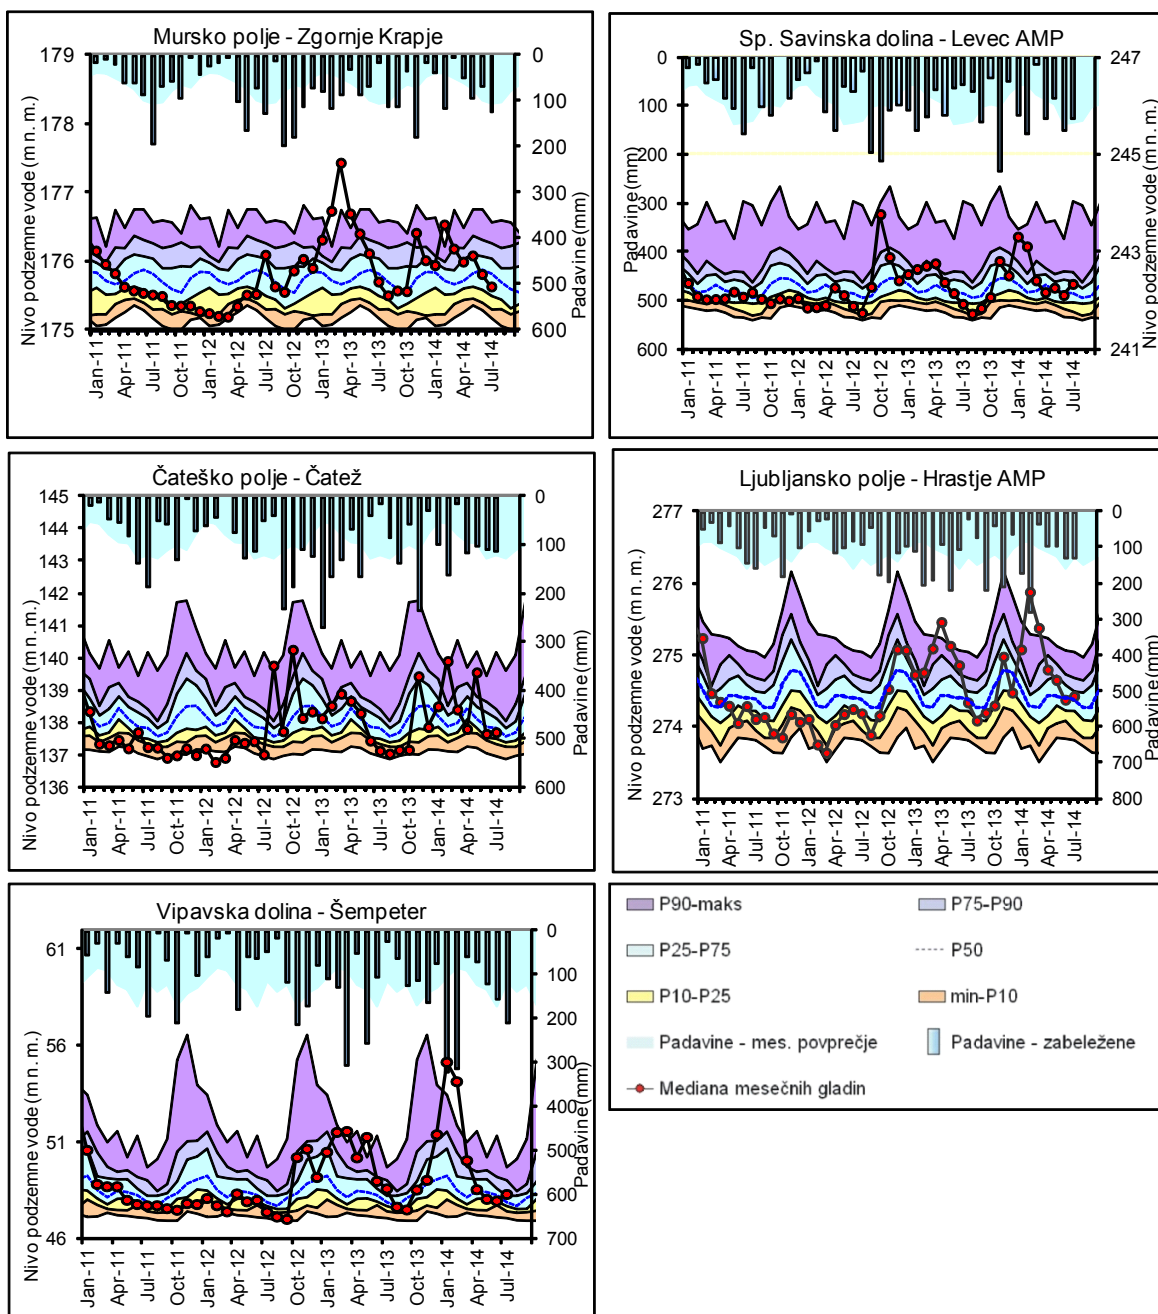 Mursko polje - Zgornje Krapje
179
178
177
176
175
Nivo podzemne vode (m n. m.)
0
100
200
300
400
500
600
Padavine (mm)
Jan-11
Apr-11
Jul-11
Oct-11
Jan-12
Apr-12
Jul-12
Oct-12
Jan-13
Apr-13
Jul-13
Oct-13
Jan-14
Apr-14
Jul-14
Sp. Savinska dolina - Levec AMP
0
100
200
300
400
500
600
Padavine (mm)
247
245
243
241
Nivo podzemne vode (m n. m.)
Jan-11
Apr-11
Jul-11
Oct-11
Jan-12
Apr-12
Jul-12
Oct-12
Jan-13
Apr-13
Jul-13
Oct-13
Jan-14
Apr-14
Jul-14
Čateško polje - Čatež
145
144
143
142
141
140
139
138
137
136
Nivo podzemne vode (m n. m.)
0
100
200
300
400
500
600
Padavine (mm)
Jan-11
Apr-11
Jul-11
Oct-11
Jan-12
Apr-12
Jul-12
Oct-12
Jan-13
Apr-13
Jul-13
Oct-13
Jan-14
Apr-14
Jul-14
Ljubljansko polje - Hrastje AMP
277
276
275
274
273
Nivo podzemne vode (m n. m.)
0
100
200
300
400
500
600
700
800
Padavine (mm)
Jan-11
Apr-11
Jul-11
Oct-11
Jan-12
Apr-12
Jul-12
Oct-12
Jan-13
Apr-13
Jul-13
Oct-13
Jan-14
Apr-14
Jul-14
Vipavska dolina - Šempeter
61
56
51
46
Nivo podzemne vode (m n. m.)
0
100
200
300
400
500
600
700
Padavine (mm)
Jan-11
Apr-11
Jul-11
Oct-11
Jan-12
Apr-12
Jul-12
Oct-12
Jan-13
Apr-13
Jul-13
Oct-13
Jan-14
Apr-14
Jul-14
P90-maks
P75-P90
P25-P75
P50
P10-P25
min-P10
Padavine - mes. povprečje
Padavine - zabeležene
Mediana mesečnih gladin